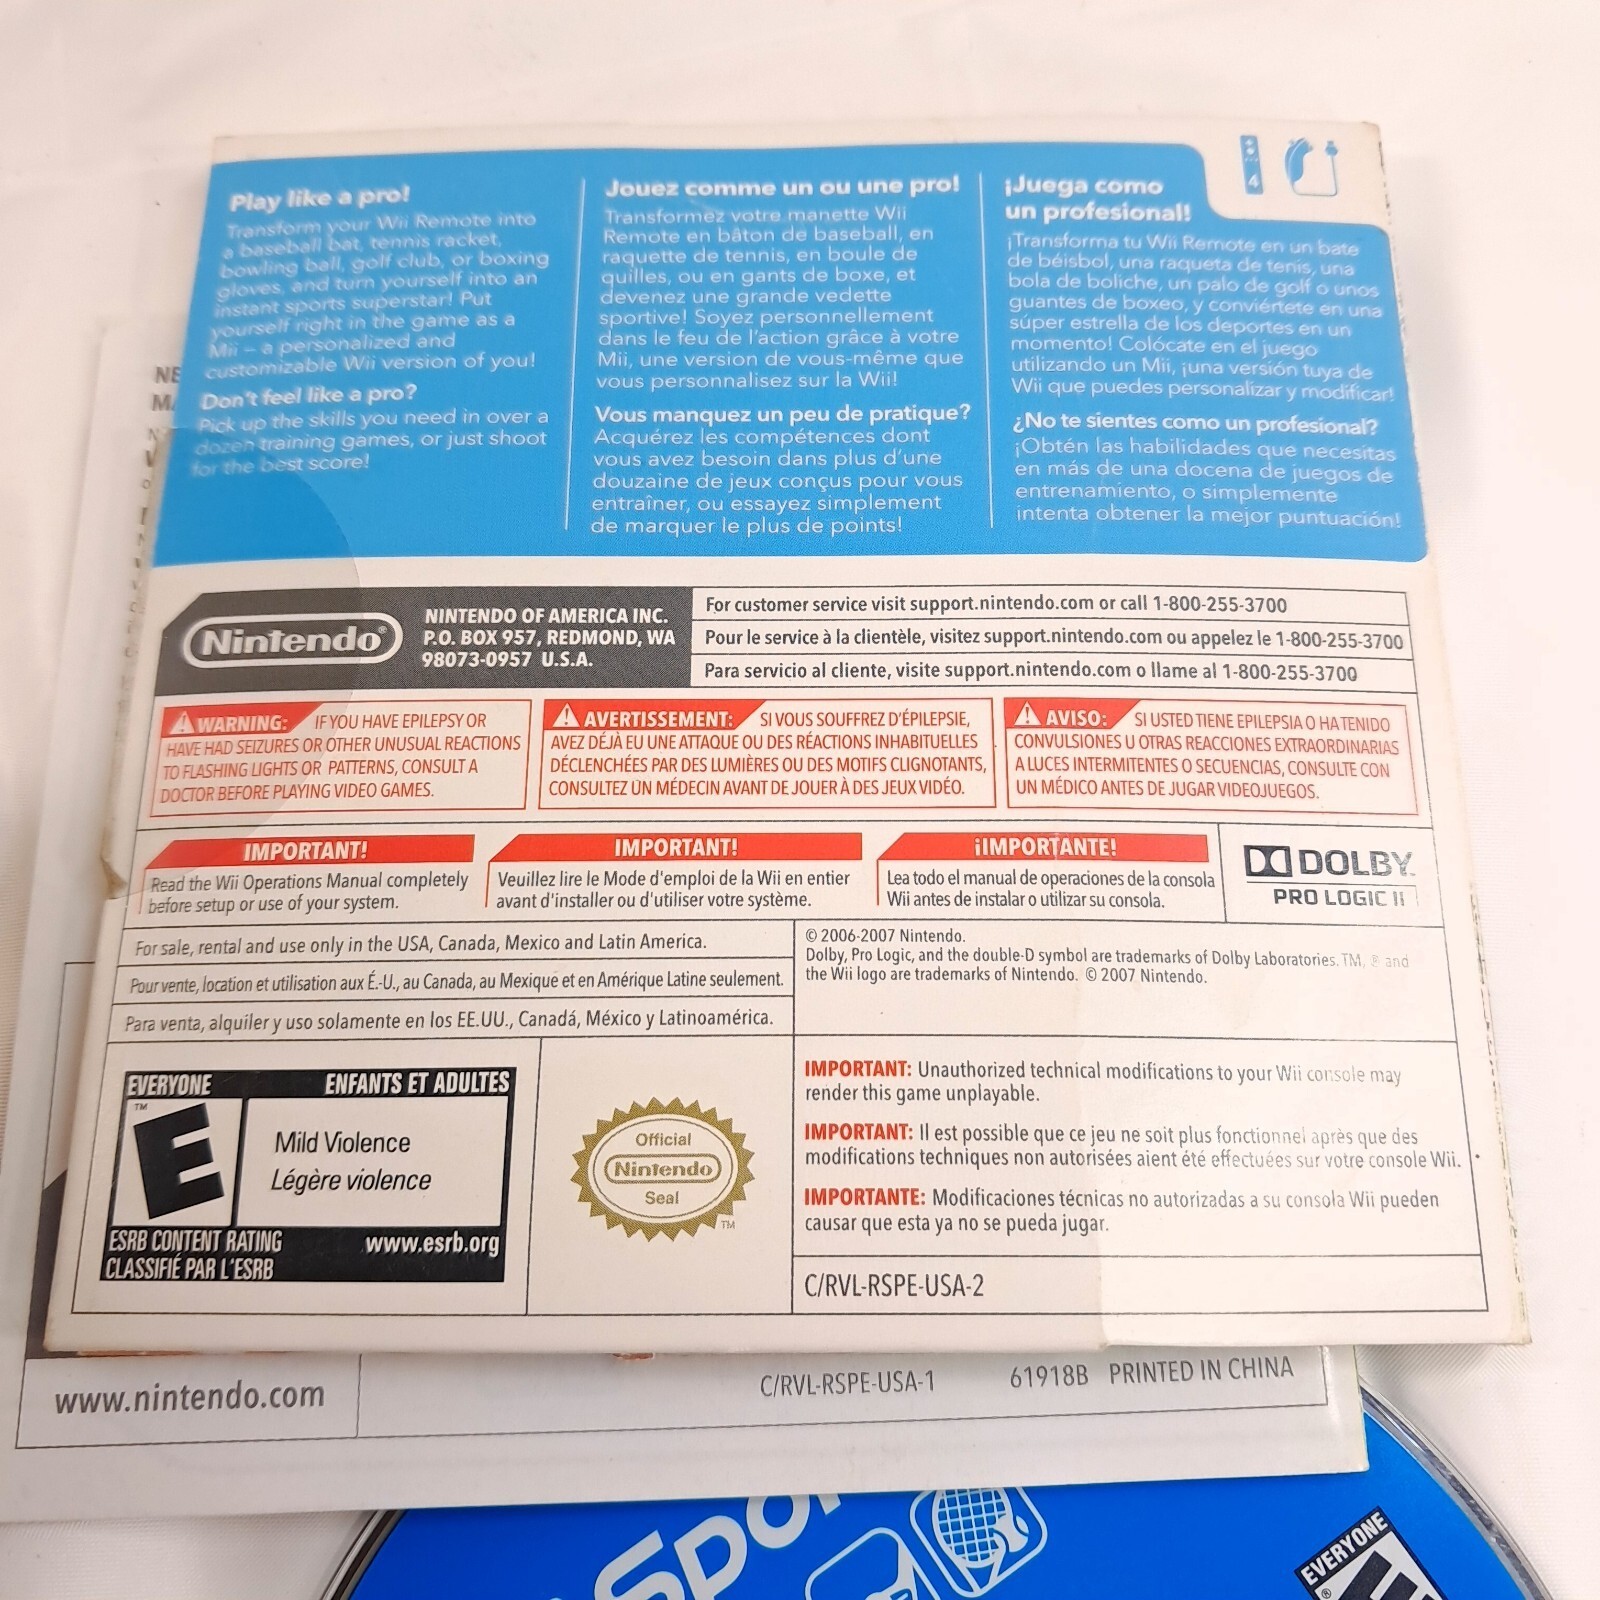 Play like a pro!
Transform your Wii Remote into
a baseball bat, tennis racket,
bowling ball, golf club, or boxing
gloves, and turn yourself into an
instant sports superstar! Put
yourself right in the game as a
Mii – a personalized and
customizable Wii version of you!
Don't feel like a pro?
Pick up the skills you need in over a
dozen training games, or just shoot
for the best score!
Jouez comme un ou une pro!
Transformez votre manette Wii
Remote en bâton de baseball, en
raquette de tennis, en boule de
quilles, ou en gants de boxe, et
devenez une grande vedette
sportive! Soyez personnellement
dans le feu de l'action grâce à votre
Mii, une version de vous-même que
vous personnalisez sur la Wii!
Vous manquez un peu de pratique?
Acquérez les compétences dont
vous avez besoin dans plus d'une
douzaine de jeux conçus pour vous
entraîner, ou essayez simplement
de marquer le plus de points!
¡Juega como
un profesional!
¡Transforma tu Wii Remote en un bate
de béisbol, una raqueta de tenis, una
bola de boliche, un palo de golf o unos
guantes de boxeo, y conviértete en una
súper estrella de los deportes en un
momento! Colócate en el juego
utilizando un Mii, ¡una versión tuya de
Wii que puedes personalizar y modificar!
¿No te sientes como un profesional?
¡Obtén las habilidades que necesitas
en más de una docena de juegos de
entrenamiento, o simplemente
intenta obtener la mejor puntuación!
4
Nintendo®
NINTENDO OF AMERICA INC.
P.O. BOX 957, REDMOND, WA
98073-0957 U.S.A.
For customer service visit support.nintendo.com or call 1-800-255-3700
Pour le service à la clientèle, visitez support.nintendo.com ou appelez le 1-800-255-3700
Para servicio al cliente, visite support.nintendo.com o llame al 1-800-255-3700
WARNING: IF YOU HAVE EPILEPSY OR
HAVE HAD SEIZURES OR OTHER UNUSUAL REACTIONS
TO FLASHING LIGHTS OR PATTERNS, CONSULT A
DOCTOR BEFORE PLAYING VIDEO GAMES.
AVERTISSEMENT: SI VOUS SOUFFREZ D'ÉPILEPSIE,
AVEZ DÉJÀ EU UNE ATTAQUE OU DES RÉACTIONS INHABITUELLES
DÉCLENCHÉES PAR DES LUMIÈRES OU DES MOTIFS CLIGNOTANTS,
CONSULTEZ UN MÉDECIN AVANT DE JOUER À DES JEUX VIDÉO.
AVISO: SI USTED TIENE EPILEPSIA O HA TENIDO
CONVULSIONES U OTRAS REACCIONES EXTRAORDINARIAS
A LUCES INTERMITENTES O SECUENCIAS, CONSULTE CON
UN MÉDICO ANTES DE JUGAR VIDEOJUEGOS.
IMPORTANT!
Read the Wii Operations Manual completely
before setup or use of your system.
IMPORTANT!
Veuillez lire le Mode d'emploi de la Wii en entier
avant d'installer ou d'utiliser votre système.
¡IMPORTANTE!
Lea todo el manual de operaciones de la consola
Wii antes de instalar o utilizar su consola.
DOLBY
PRO LOGIC II
For sale, rental and use only in the USA, Canada, Mexico and Latin America.
Pour vente, location et utilisation aux É.-U., au Canada, au Mexique et en Amérique Latine seulement.
Para venta, alquiler y uso solamente en los EE.UU., Canadá, México y Latinoamérica.
© 2006-2007 Nintendo.
Dolby, Pro Logic, and the double-D symbol are trademarks of Dolby Laboratories. TM, ® and
the Wii logo are trademarks of Nintendo. © 2007 Nintendo.
EVERYONE ENFANTS ET ADULTES
™
E
Mild Violence
Légère violence
ESRB CONTENT RATING www.esrb.org
CLASSIFIÉ PAR L'ESRB
Official
Nintendo
Seal
TM
IMPORTANT: Unauthorized technical modifications to your Wii console may
render this game unplayable.
IMPORTANT: Il est possible que ce jeu ne soit plus fonctionnel après que des
modifications techniques non autorisées aient été effectuées sur votre console Wii.
IMPORTANTE: Modificaciones técnicas no autorizadas a su consola Wii pueden
causar que esta ya no se pueda jugar.
C/RVL-RSPE-USA-2
NE
MA
www.nintendo.com
C/RVL-RSPE-USA-1 61918B PRINTED IN CHINA
Spor
EVERYONE
E